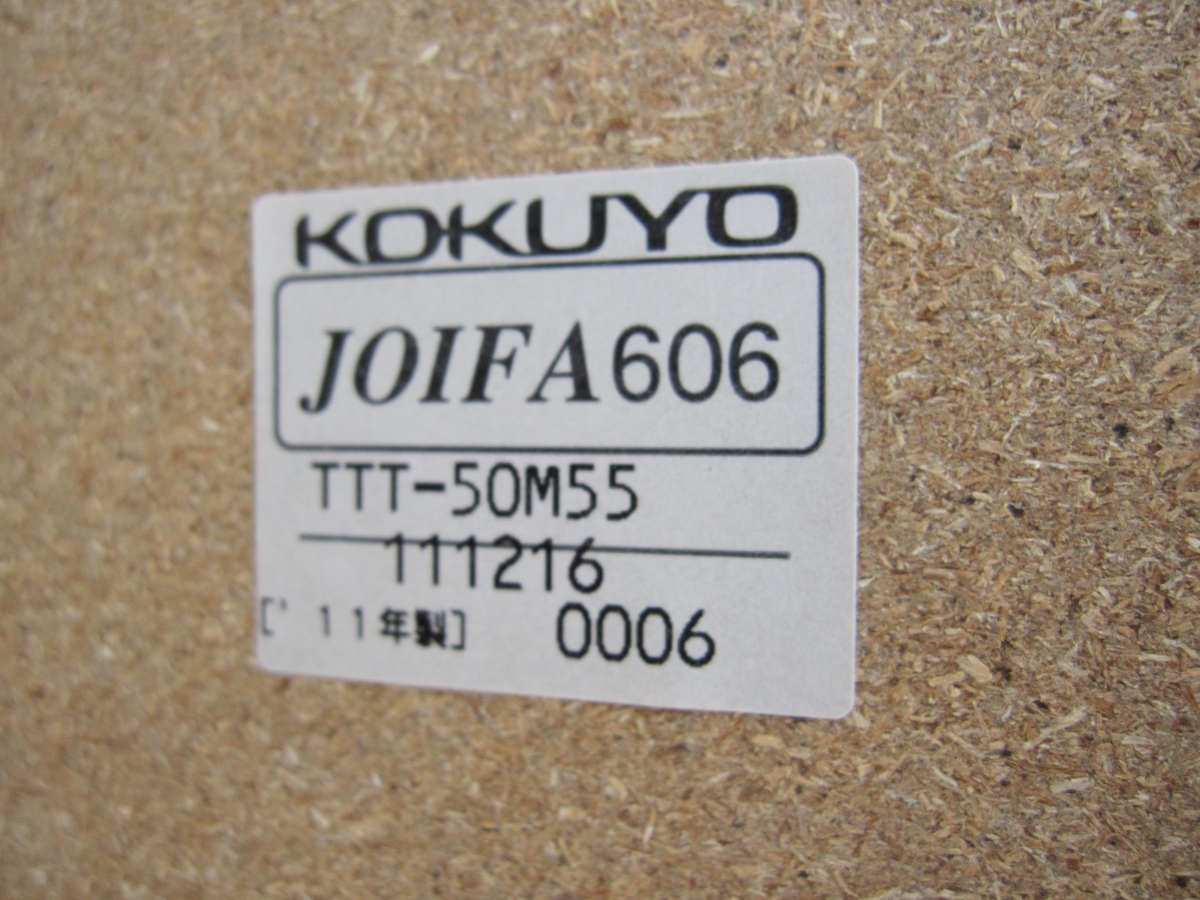 KOKUYO
JOIFA606
TTT-50M55
111216
['11年製] 0006